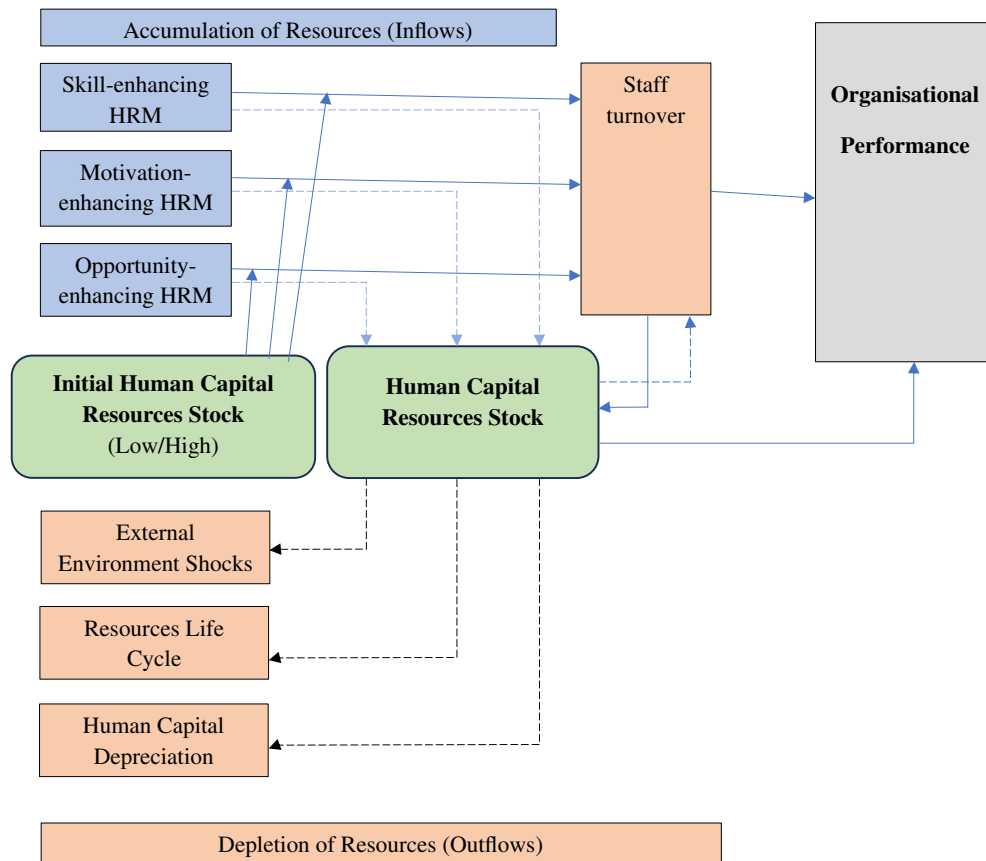 Accumulation of Resources (Inflows)
Skill-enhancing
HRM
Motivation-
enhancing HRM
Opportunity-
enhancing HRM
Staff
turnover
Organisational
Performance
Initial Human Capital
Resources Stock
(Low/High)
Human Capital
Resources Stock
External
Environment Shocks
Resources Life
Cycle
Human Capital
Depreciation
Depletion of Resources (Outflows)